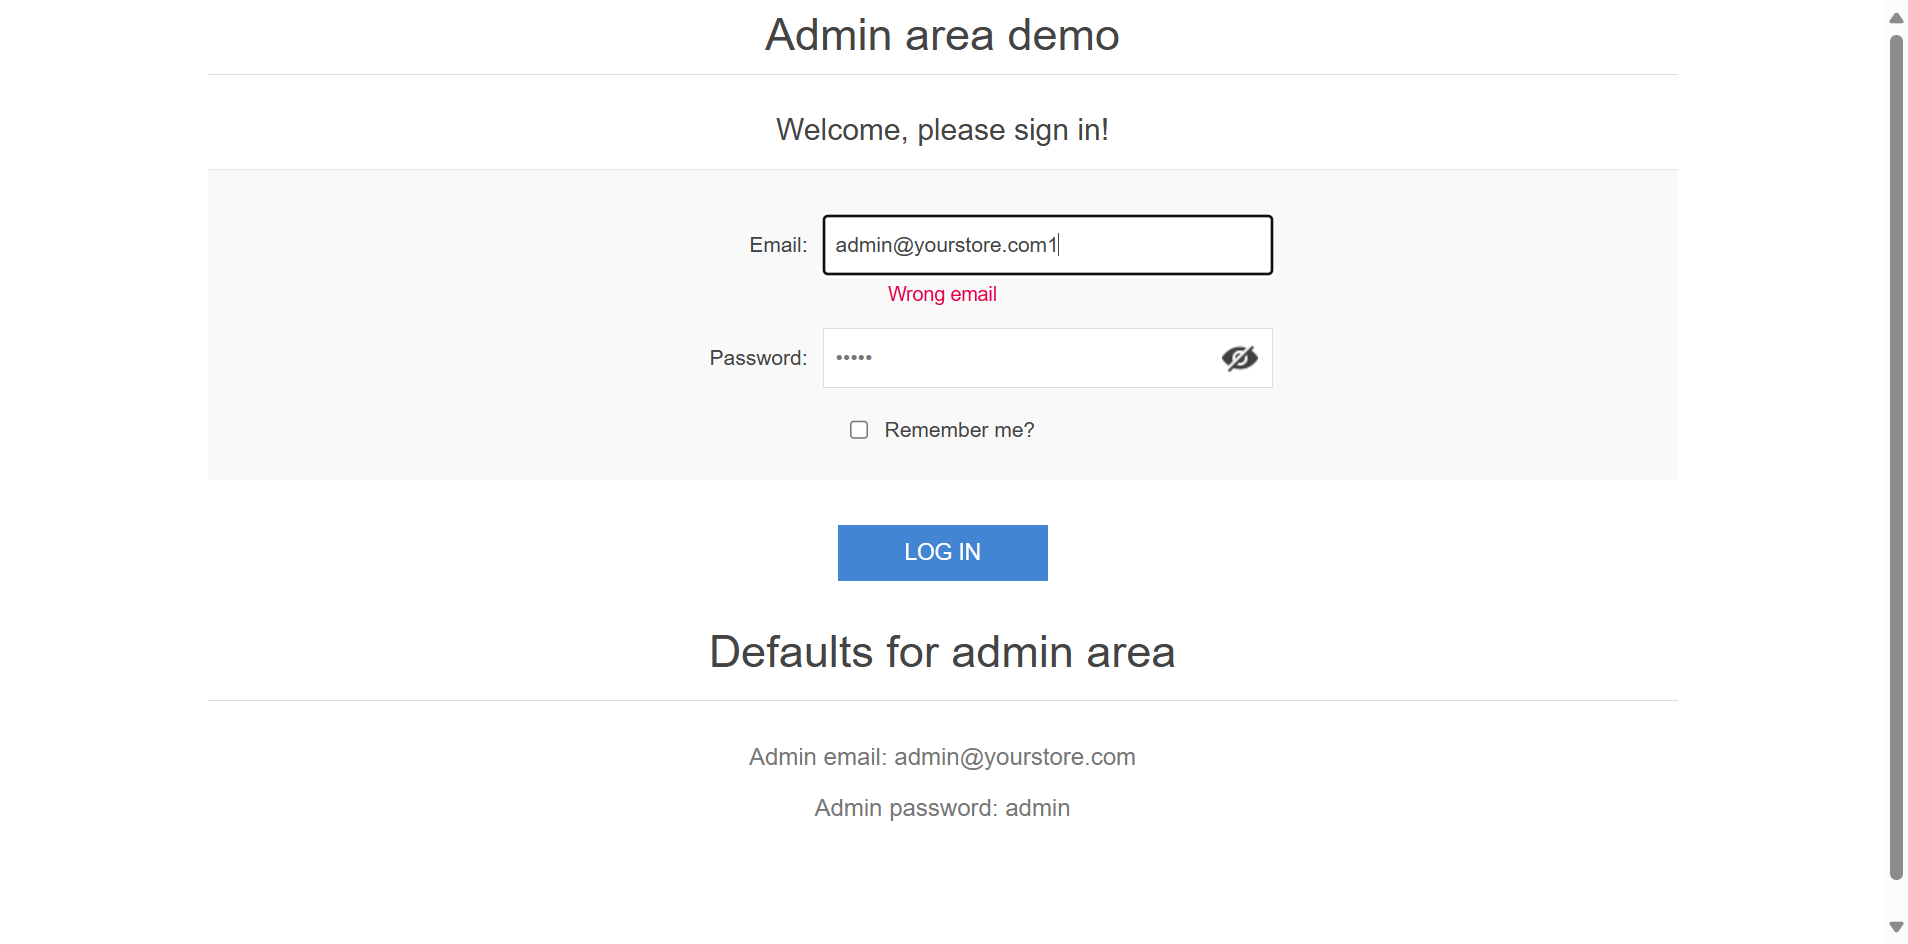 Admin area demo
Welcome, please sign in!
Email: admin@yourstore.com1
Wrong email
Password: •••••
Remember me?
LOG IN
Defaults for admin area
Admin email: admin@yourstore.com
Admin password: admin